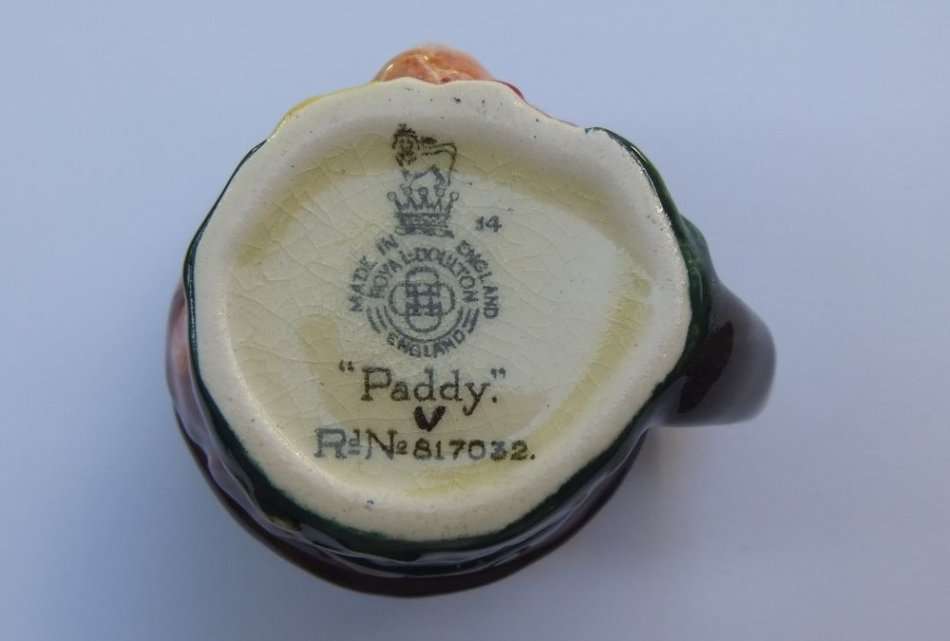 14
MADE IN ENGLAND
ROYAL·DOULTON
ENGLAND
"Paddy."
V
Rd No 817032.